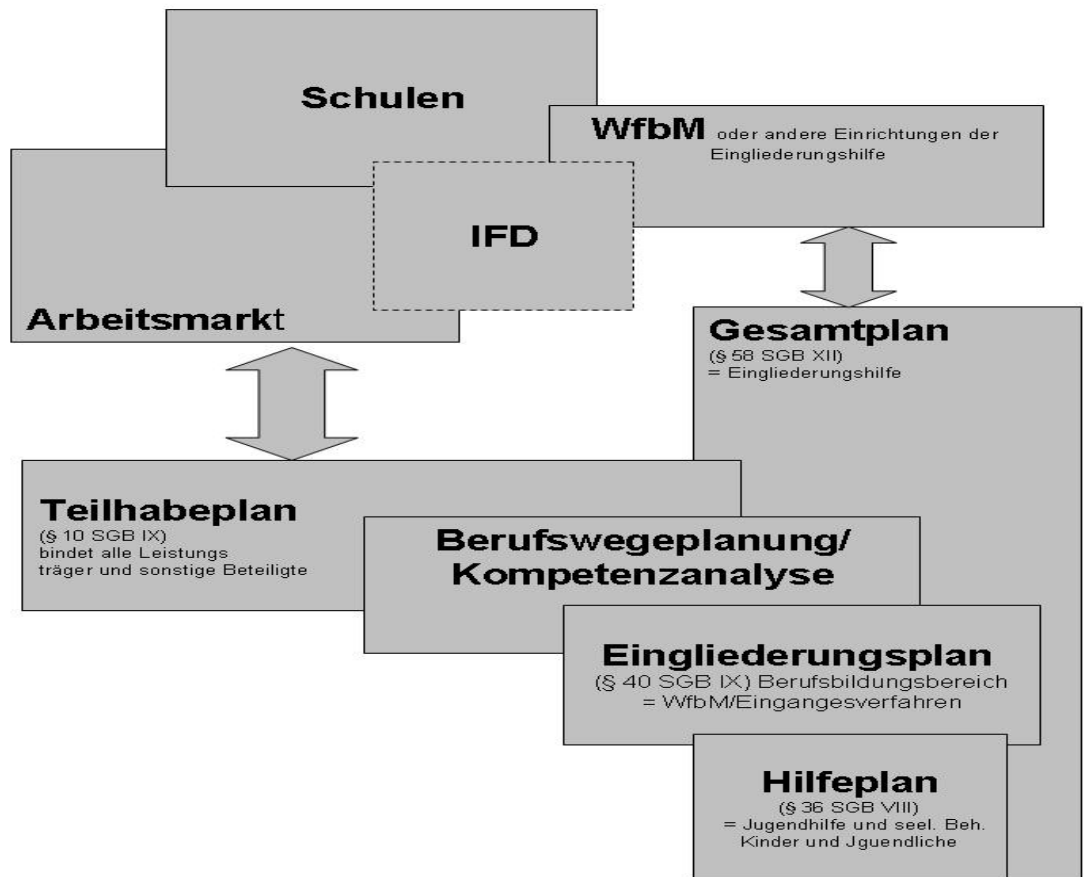 Schulen
WfbM oder andere Einrichtungen der
Eingliederungshilfe
IFD
Arbeitsmarkt
Gesamtplan
(§ 58 SGB XII)
= Eingliederungshilfe
Teilhabeplan
(§ 10 SGB IX)
bindet alle Leistungs
träger und sonstige Beteiligte
Berufswegeplanung/
Kompetenzanalyse
Eingliederungsplan
(§ 40 SGB IX) Berufsbildungsbereich
= WfbM/Eingangesverfahren
Hilfeplan
(§ 36 SGB VIII)
= Jugendhilfe und seel. Beh.
Kinder und Jguendliche